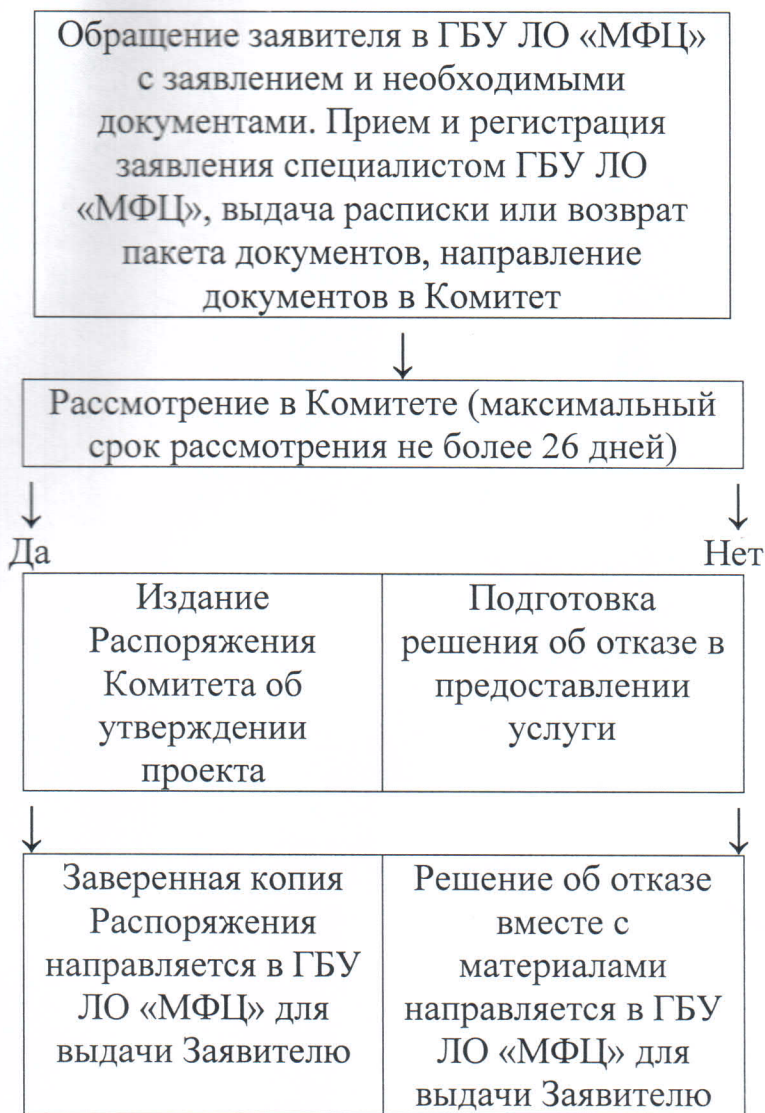 Обращение заявителя в ГБУ ЛО «МФЦ»
с заявлением и необходимыми
документами. Прием и регистрация
заявления специалистом ГБУ ЛО
«МФЦ», выдача расписки или возврат
пакета документов, направление
документов в Комитет
↓
Рассмотрение в Комитете (максимальный
срок рассмотрения не более 26 дней)
↓ ↓
Да Нет
Издание
Распоряжения
Комитета об
утверждении
проекта
Подготовка
решения об отказе в
предоставлении
услуги
↓ ↓
Заверенная копия
Распоряжения
направляется в ГБУ
ЛО «МФЦ» для
выдачи Заявителю
Решение об отказе
вместе с
материалами
направляется в ГБУ
ЛО «МФЦ» для
выдачи Заявителю